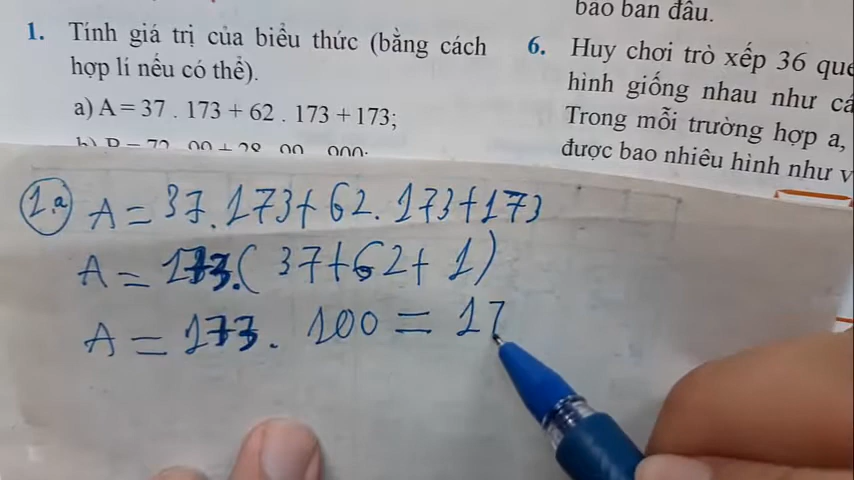 bao ban đầu.
1. Tính giá trị của biểu thức (bằng cách
hợp lí nếu có thể).
a) A = 37 . 173 + 62 . 173 + 173;
6. Huy chơi trò xếp 36 que
hình giống nhau như cá
Trong mỗi trường hợp a,
được bao nhiêu hình như v
1.a A = 37.173+62.173+173
A = 173.(37+62+1)
A = 173. 100 = 17